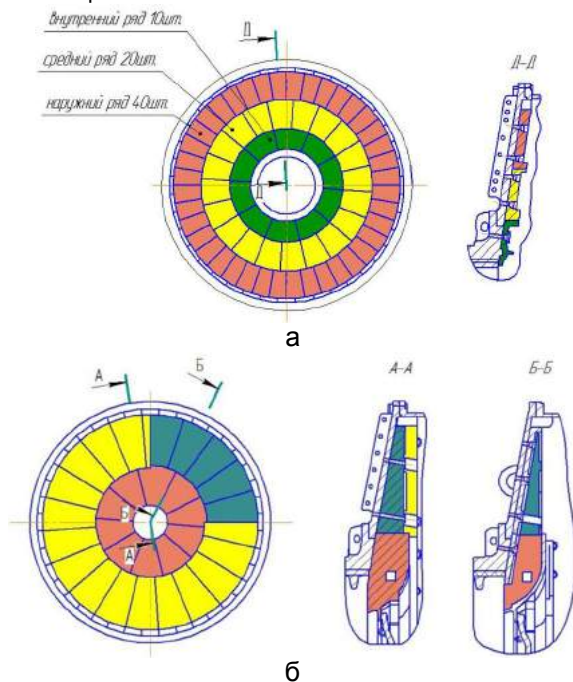 внутренний ряд 10шт.
средний ряд 20шт.
наружний ряд 40шт.
Д
Д
Д-Д
а
А
Б
Б
А
А-А
Б-Б
б